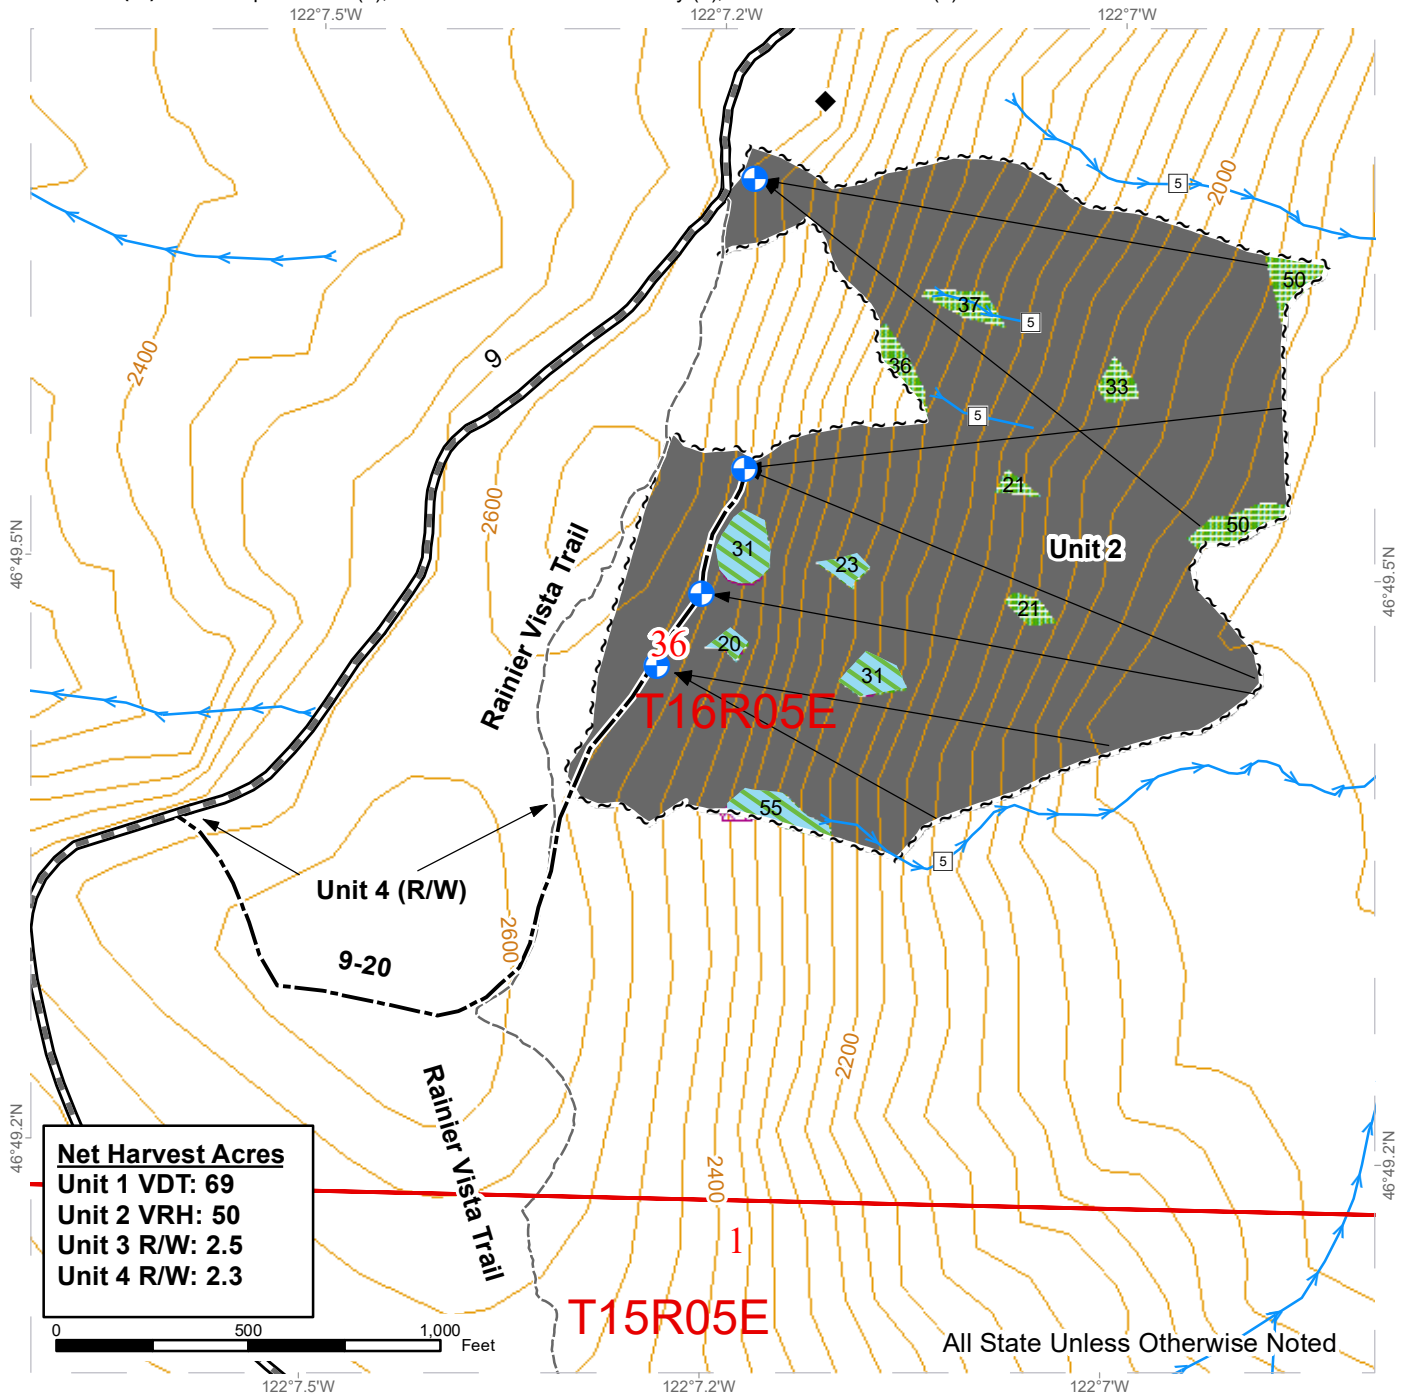 122°7.5'W
122°7.2'W
122°7'W
2000
5
50
37
5
36
33
5
2400
9
2600
21
50
Unit 2
31
23
21
46°49.5'N
46°49.5'N
Rainier Vista Trail
36
20
31
T16R05E
55
5
Unit 4 (R/W)
2600
9-20
2200
Rainier Vista Trail
46°49.2'N
46°49.2'N
Net Harvest Acres
Unit 1 VDT: 69
Unit 2 VRH: 50
Unit 3 R/W: 2.5
Unit 4 R/W: 2.3
2400
1
T15R05E
0 500 1,000
Feet
All State Unless Otherwise Noted
122°7.5'W
122°7.2'W
122°7'W